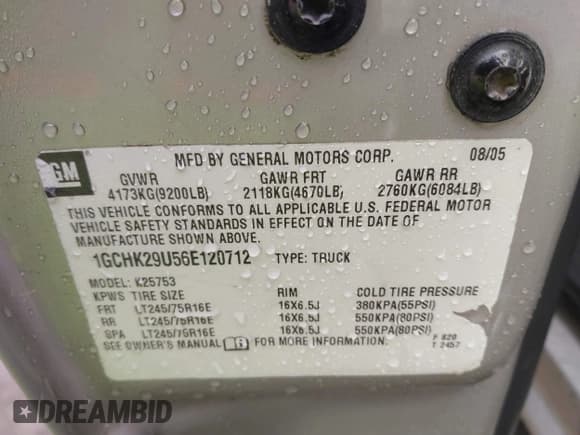 GM
MFD BY GENERAL MOTORS CORP. 08/05
GVWR GAWR FRT GAWR RR
4173KG(9200LB) 2118KG(4670LB) 2760KG(6084LB)
THIS VEHICLE CONFORMS TO ALL APPLICABLE U.S. FEDERAL MOTOR
VEHICLE SAFETY STANDARDS IN EFFECT ON THE DATE OF
MANUFACTURE SHOWN ABOVE.
1GCHK29U56E120712 TYPE: TRUCK
MODEL: K25753
KPWS TIRE SIZE RIM COLD TIRE PRESSURE
FRT LT245/75R16E 16X6.5J 380KPA(55PSI)
RR LT245/75R16E 16X6.5J 550KPA(80PSI)
SPA LT245/75R16E 16X6.5J 550KPA(80PSI)
SEE OWNER'S MANUAL FOR MORE INFORMATION. F 820
T 2457
DREAMBID